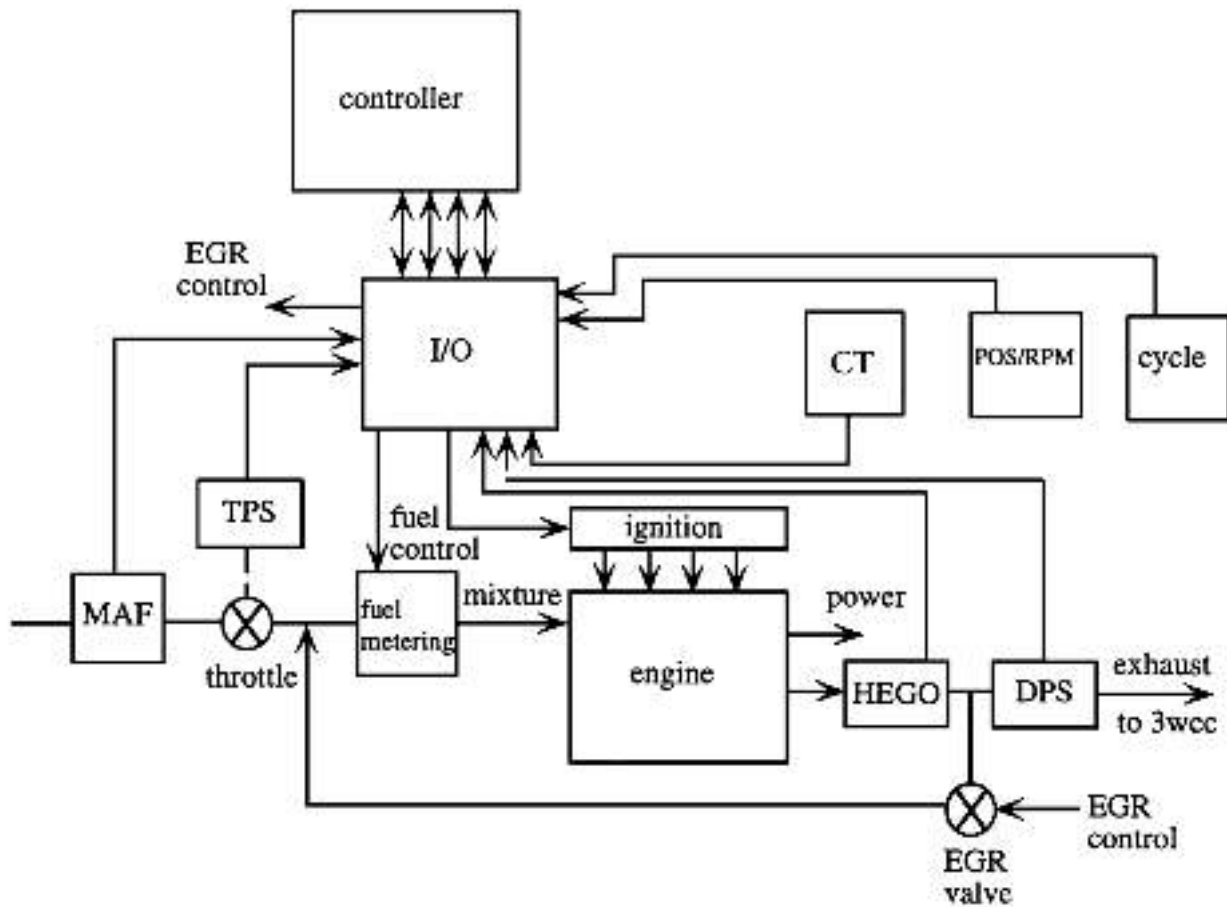 controller
EGR
control
I/O
CT
POS/RPM
cycle
TPS
fuel
control
ignition
MAF
throttle
fuel
metering
mixture
engine
power
HEGO
DPS
exhaust
to 3wcc
EGR
control
EGR
valve